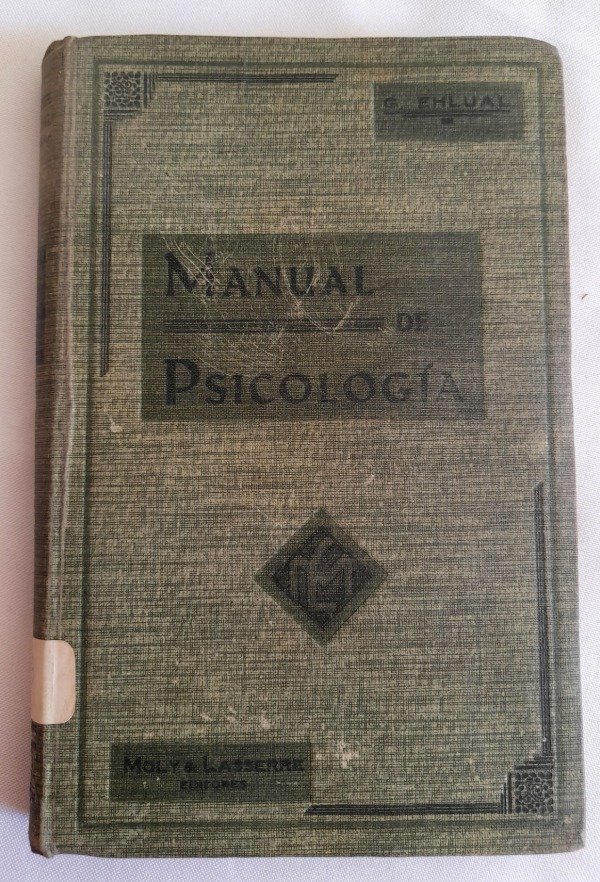 G. EHLUAL
MANUAL
DE
PSICOLOGÍA
MOLY & LASSERRE
EDITORES